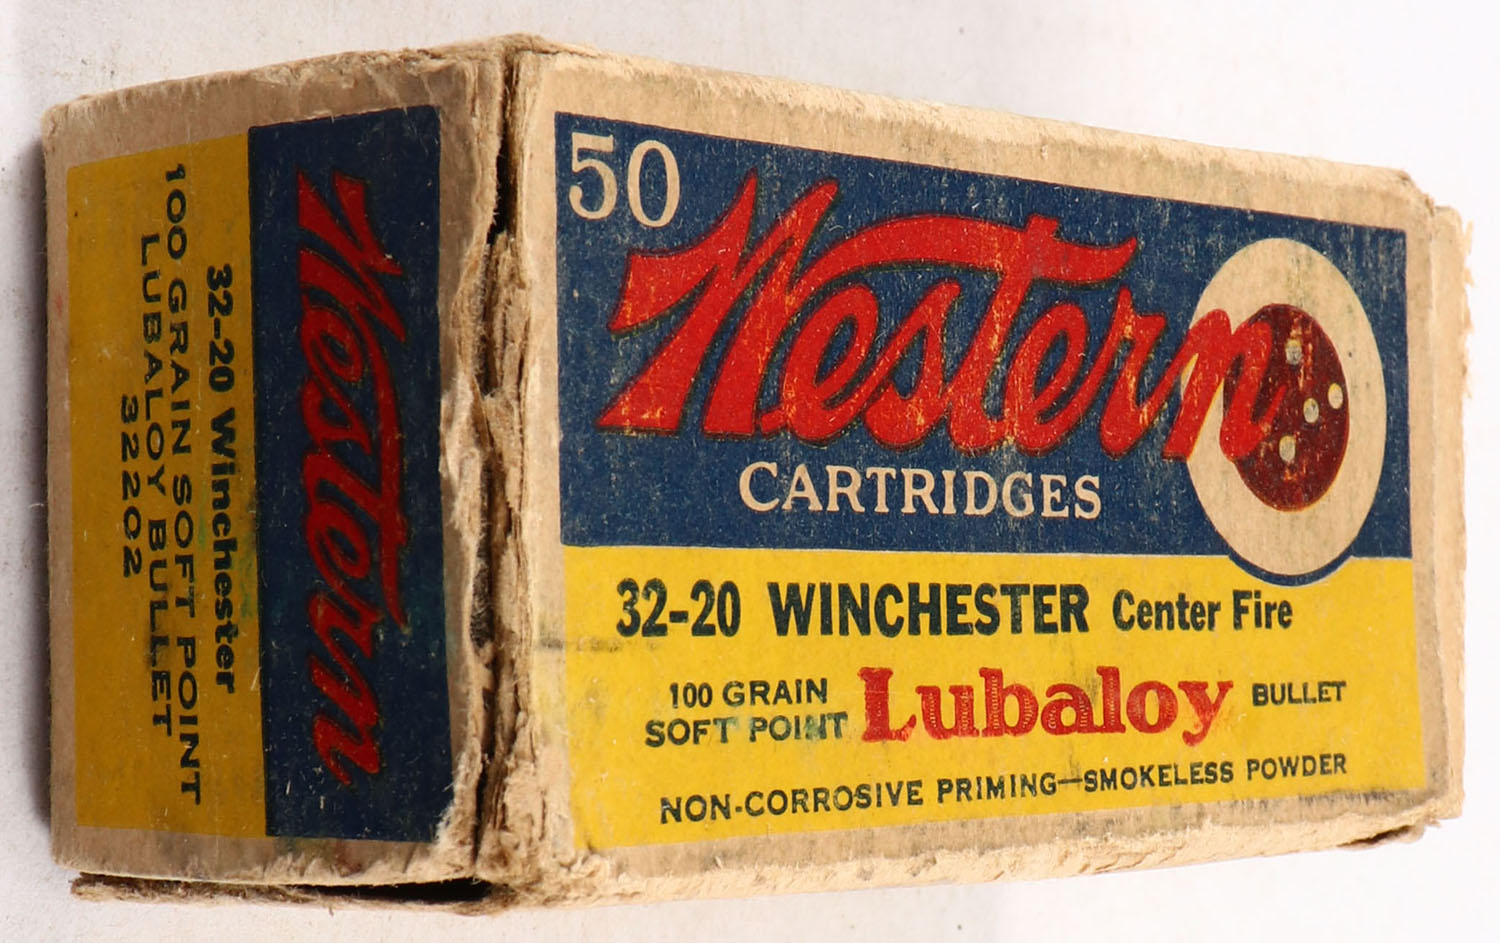 50
Western
CARTRIDGES
32-20 WINCHESTER Center Fire
100 GRAIN
SOFT POINT Lubaloy BULLET
NON-CORROSIVE PRIMING—SMOKELESS POWDER
Western
32-20 Winchester
100 GRAIN SOFT POINT
LUBALOY BULLET
32202